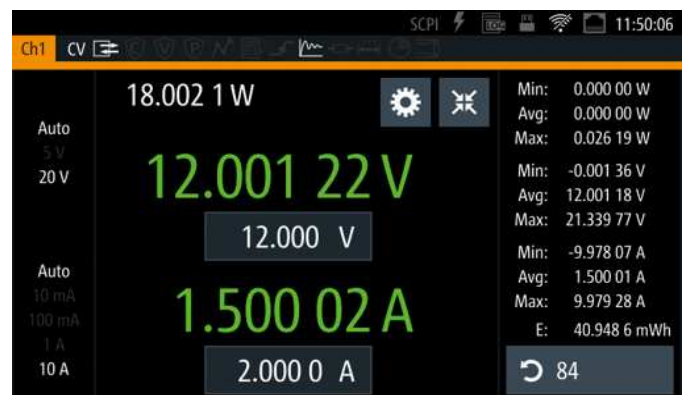 SCPI LOG 11:50:06
Ch1 CV
18.002 1 W
Auto
5 V
20 V
12.001 22 V
12.000 V
Auto
10 mA
100 mA
1 A
10 A
1.500 02 A
2.000 0 A
Min: 0.000 00 W
Avg: 0.000 00 W
Max: 0.026 19 W
Min: -0.001 36 V
Avg: 12.001 18 V
Max: 21.339 77 V
Min: -9.978 07 A
Avg: 1.500 01 A
Max: 9.979 28 A
E: 40.948 6 mWh
84